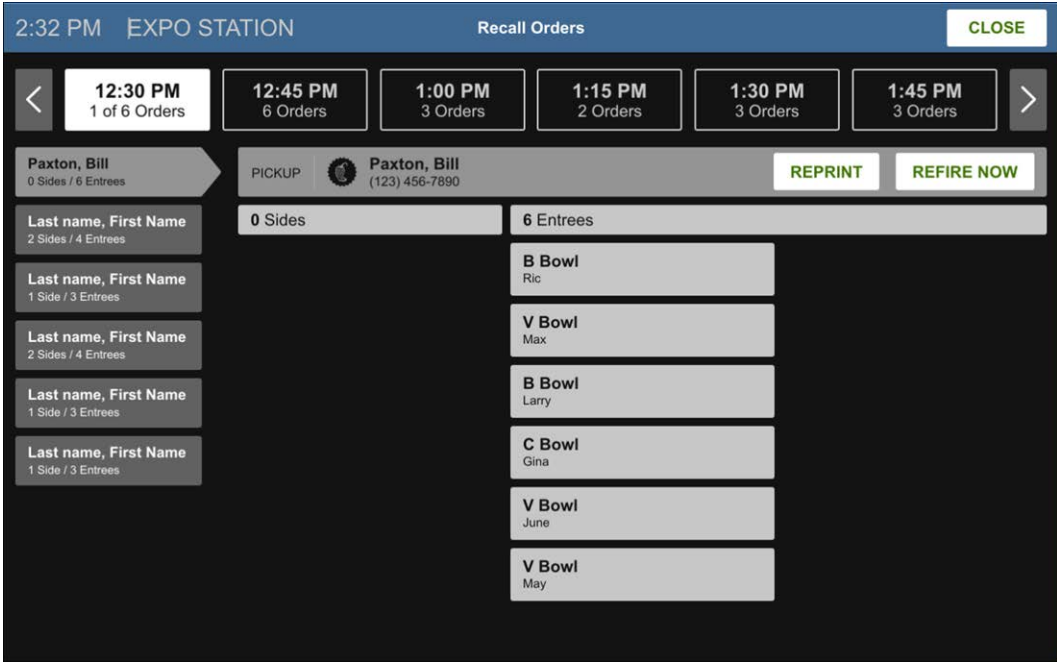 2:32 PM EXPO STATION Recall Orders CLOSE
12:30 PM
1 of 6 Orders
12:45 PM
6 Orders
1:00 PM
3 Orders
1:15 PM
2 Orders
1:30 PM
3 Orders
1:45 PM
3 Orders
Paxton, Bill
0 Sides / 6 Entrees
Last name, First Name
2 Sides / 4 Entrees
Last name, First Name
1 Side / 3 Entrees
Last name, First Name
2 Sides / 4 Entrees
Last name, First Name
1 Side / 3 Entrees
Last name, First Name
1 Side / 3 Entrees
PICKUP
Paxton, Bill
(123) 456-7890
REPRINT
REFIRE NOW
0 Sides
6 Entrees
B Bowl
Ric
V Bowl
Max
B Bowl
Larry
C Bowl
Gina
V Bowl
June
V Bowl
May